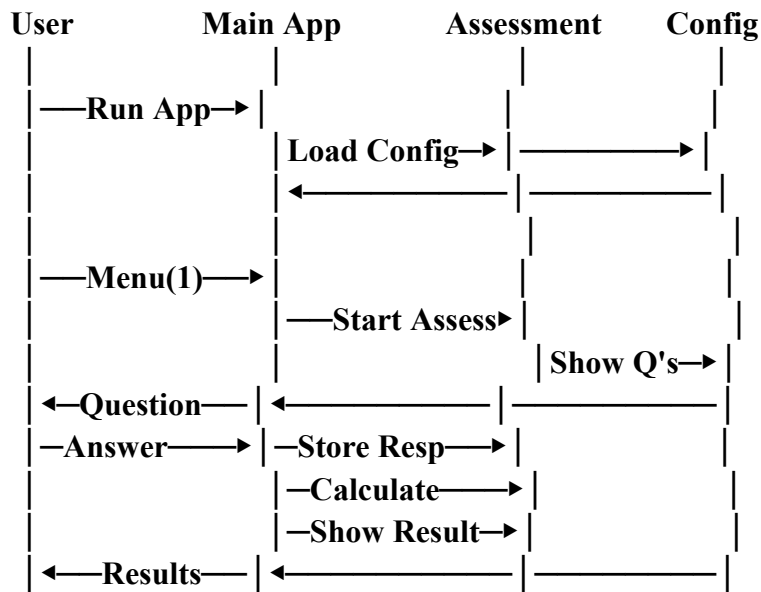 User Main App Assessment Config
Run App
Load Config
Menu(1)
Start Assess
Show Q's
Question
Answer Store Resp
Calculate
Show Result
Results